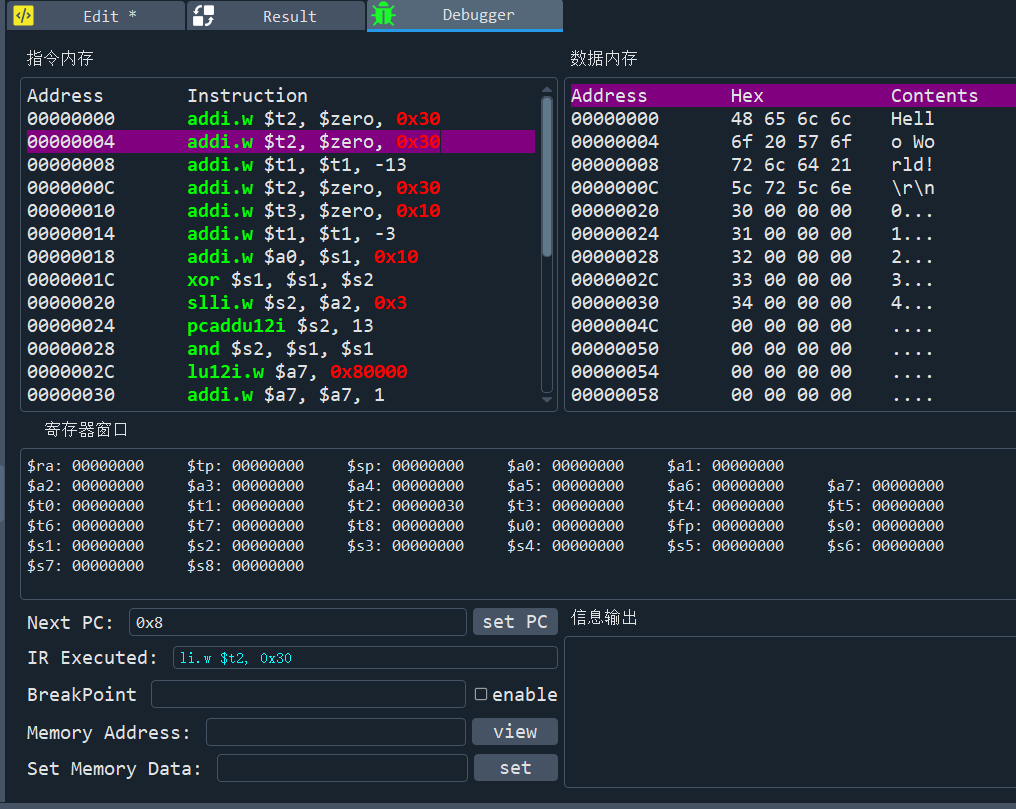 Edit * Result Debugger
指令内存
Address Instruction
00000000 addi.w $t2, $zero, 0x30
00000004 addi.w $t2, $zero, 0x30
00000008 addi.w $t1, $t1, -13
0000000C addi.w $t2, $zero, 0x30
00000010 addi.w $t3, $zero, 0x10
00000014 addi.w $t1, $t1, -3
00000018 addi.w $a0, $s1, 0x10
0000001C xor $s1, $s1, $s2
00000020 slli.w $s2, $a2, 0x3
00000024 pcaddu12i $s2, 13
00000028 and $s2, $s1, $s1
0000002C lu12i.w $a7, 0x80000
00000030 addi.w $a7, $a7, 1
数据内存
Address Hex Contents
00000000 48 65 6c 6c Hell
00000004 6f 20 57 6f o Wo
00000008 72 6c 64 21 rld!
0000000C 5c 72 5c 6e \r\n
00000020 30 00 00 00 0...
00000024 31 00 00 00 1...
00000028 32 00 00 00 2...
0000002C 33 00 00 00 3...
00000030 34 00 00 00 4...
0000004C 00 00 00 00 ....
00000050 00 00 00 00 ....
00000054 00 00 00 00 ....
00000058 00 00 00 00 ....
寄存器窗口
$ra: 00000000 $tp: 00000000 $sp: 00000000 $a0: 00000000 $a1: 00000000
$a2: 00000000 $a3: 00000000 $a4: 00000000 $a5: 00000000 $a6: 00000000 $a7: 00000000
$t0: 00000000 $t1: 00000000 $t2: 00000030 $t3: 00000000 $t4: 00000000 $t5: 00000000
$t6: 00000000 $t7: 00000000 $t8: 00000000 $u0: 00000000 $fp: 00000000 $s0: 00000000
$s1: 00000000 $s2: 00000000 $s3: 00000000 $s4: 00000000 $s5: 00000000 $s6: 00000000
$s7: 00000000 $s8: 00000000
Next PC: 0x8 set PC
IR Executed: li.w $t2, 0x30
BreakPoint enable
Memory Address: view
Set Memory Data: set
信息输出